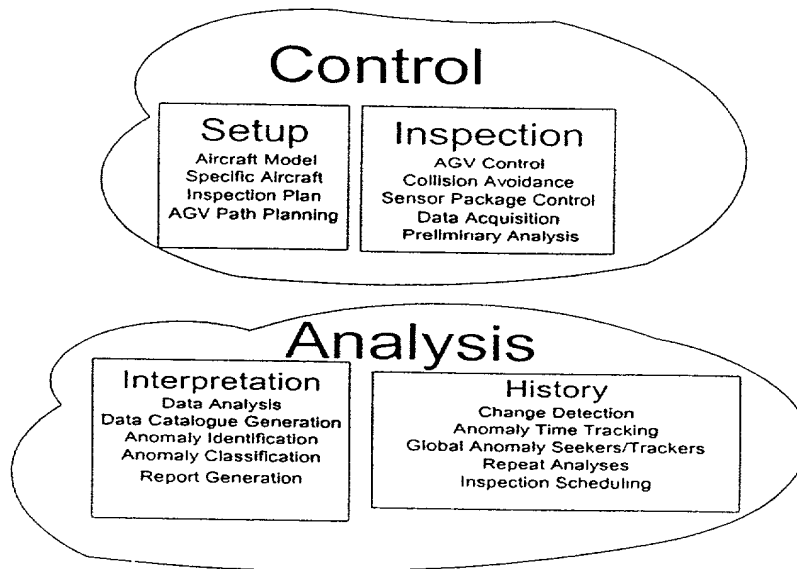 Control
Setup
Aircraft Model
Specific Aircraft
Inspection Plan
AGV Path Planning
Inspection
AGV Control
Collision Avoidance
Sensor Package Control
Data Acquisition
Preliminary Analysis
Analysis
Interpretation
Data Analysis
Data Catalogue Generation
Anomaly Identification
Anomaly Classification
Report Generation
History
Change Detection
Anomaly Time Tracking
Global Anomaly Seekers/Trackers
Repeat Analyses
Inspection Scheduling